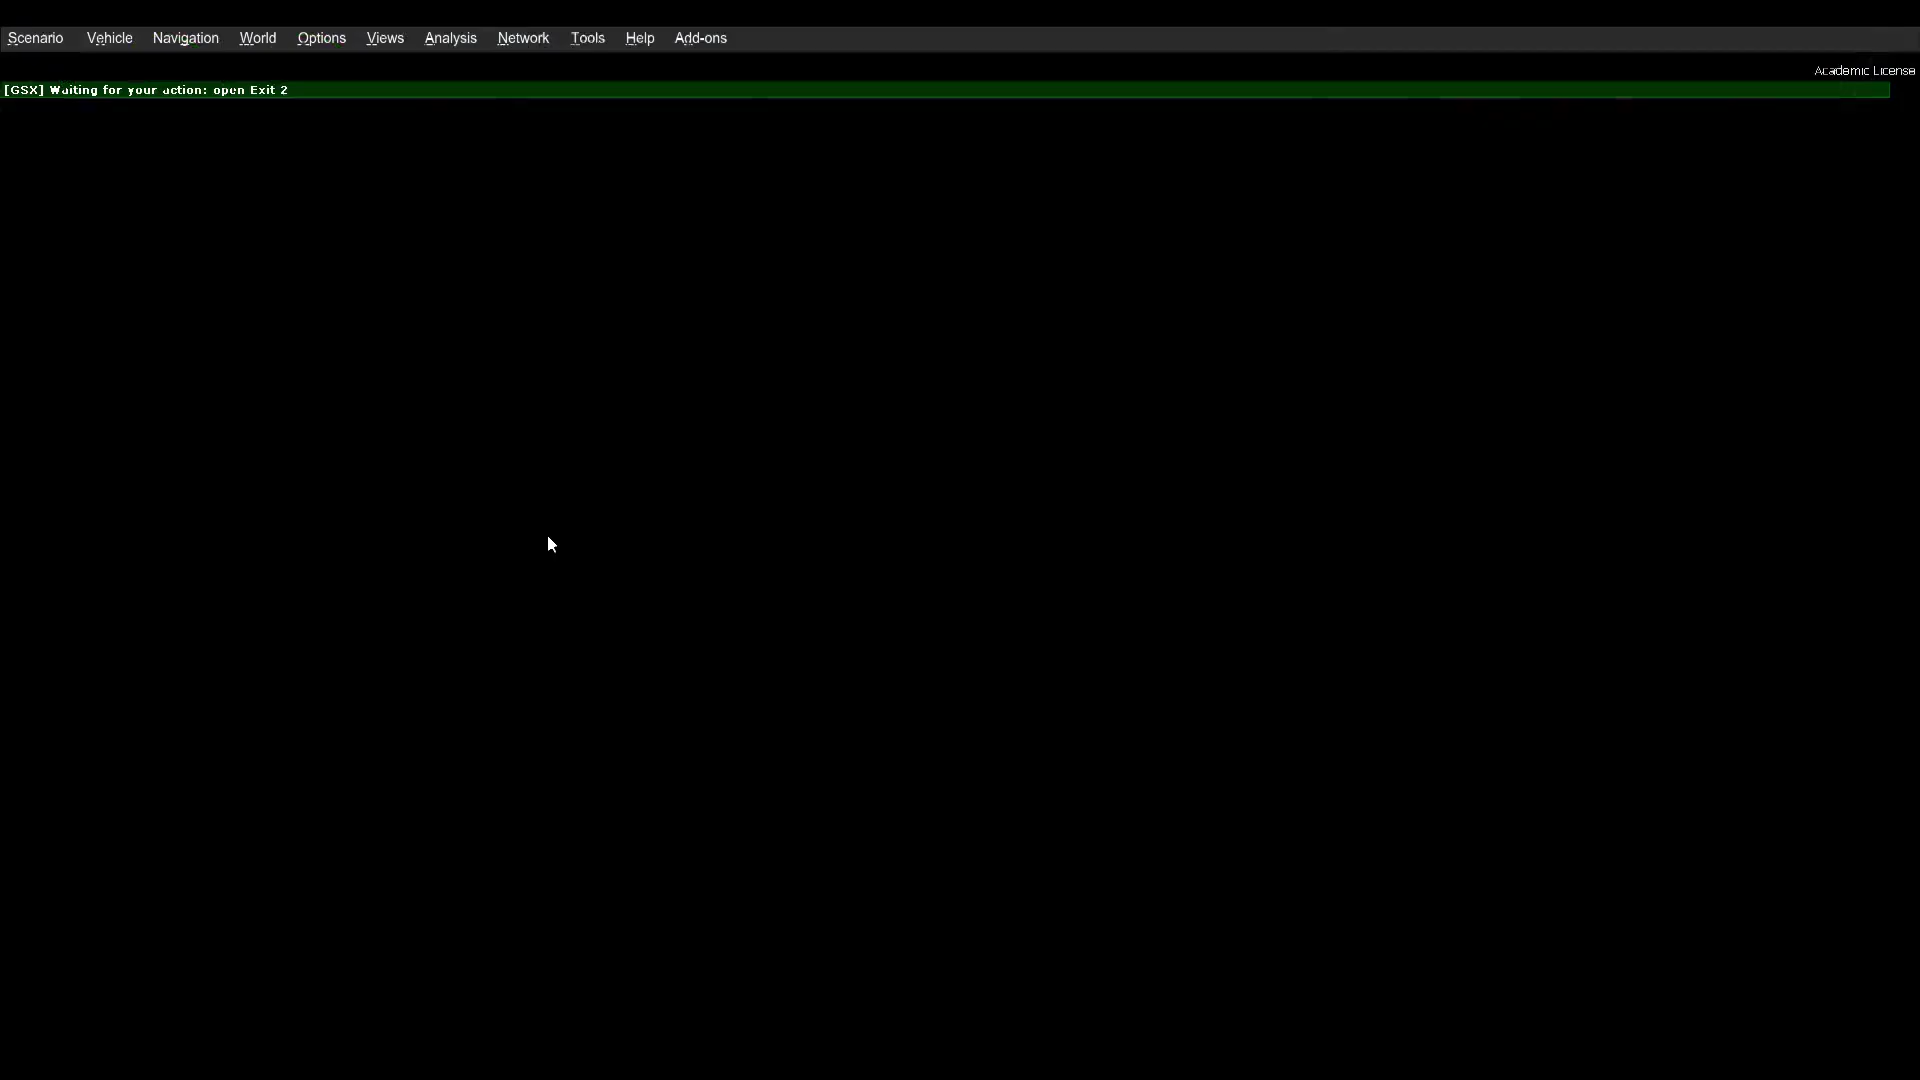 Scenario Vehicle Navigation World Options Views Analysis Network Tools Help Add-ons
Academic License
[GSX] Waiting for your action: open Exit 2